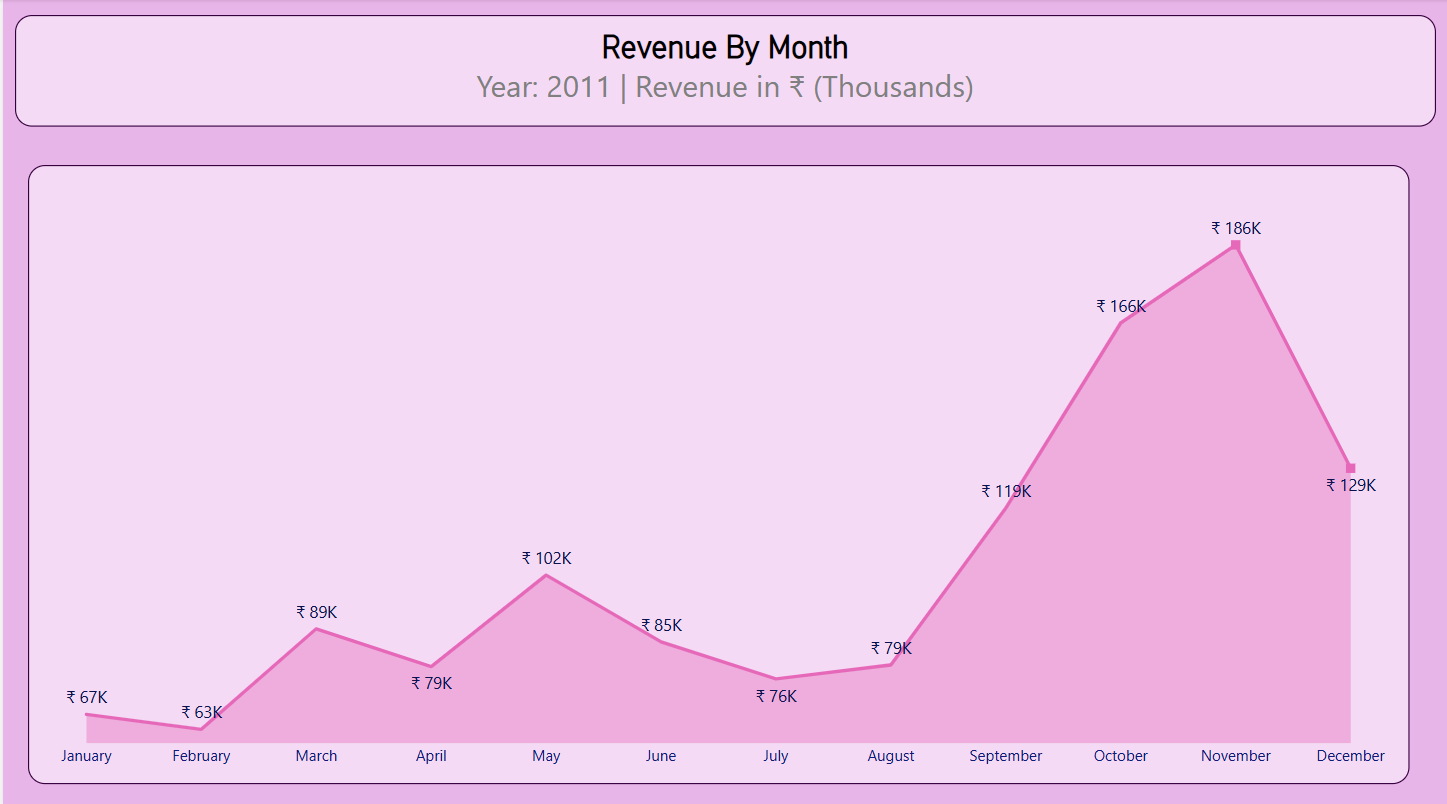 Revenue By Month
Year: 2011 | Revenue in ₹ (Thousands)
₹ 186K
₹ 166K
₹ 129K
₹ 119K
₹ 102K
₹ 89K
₹ 85K
₹ 79K
₹ 79K
₹ 76K
₹ 67K
₹ 63K
January February March April May June July August September October November December